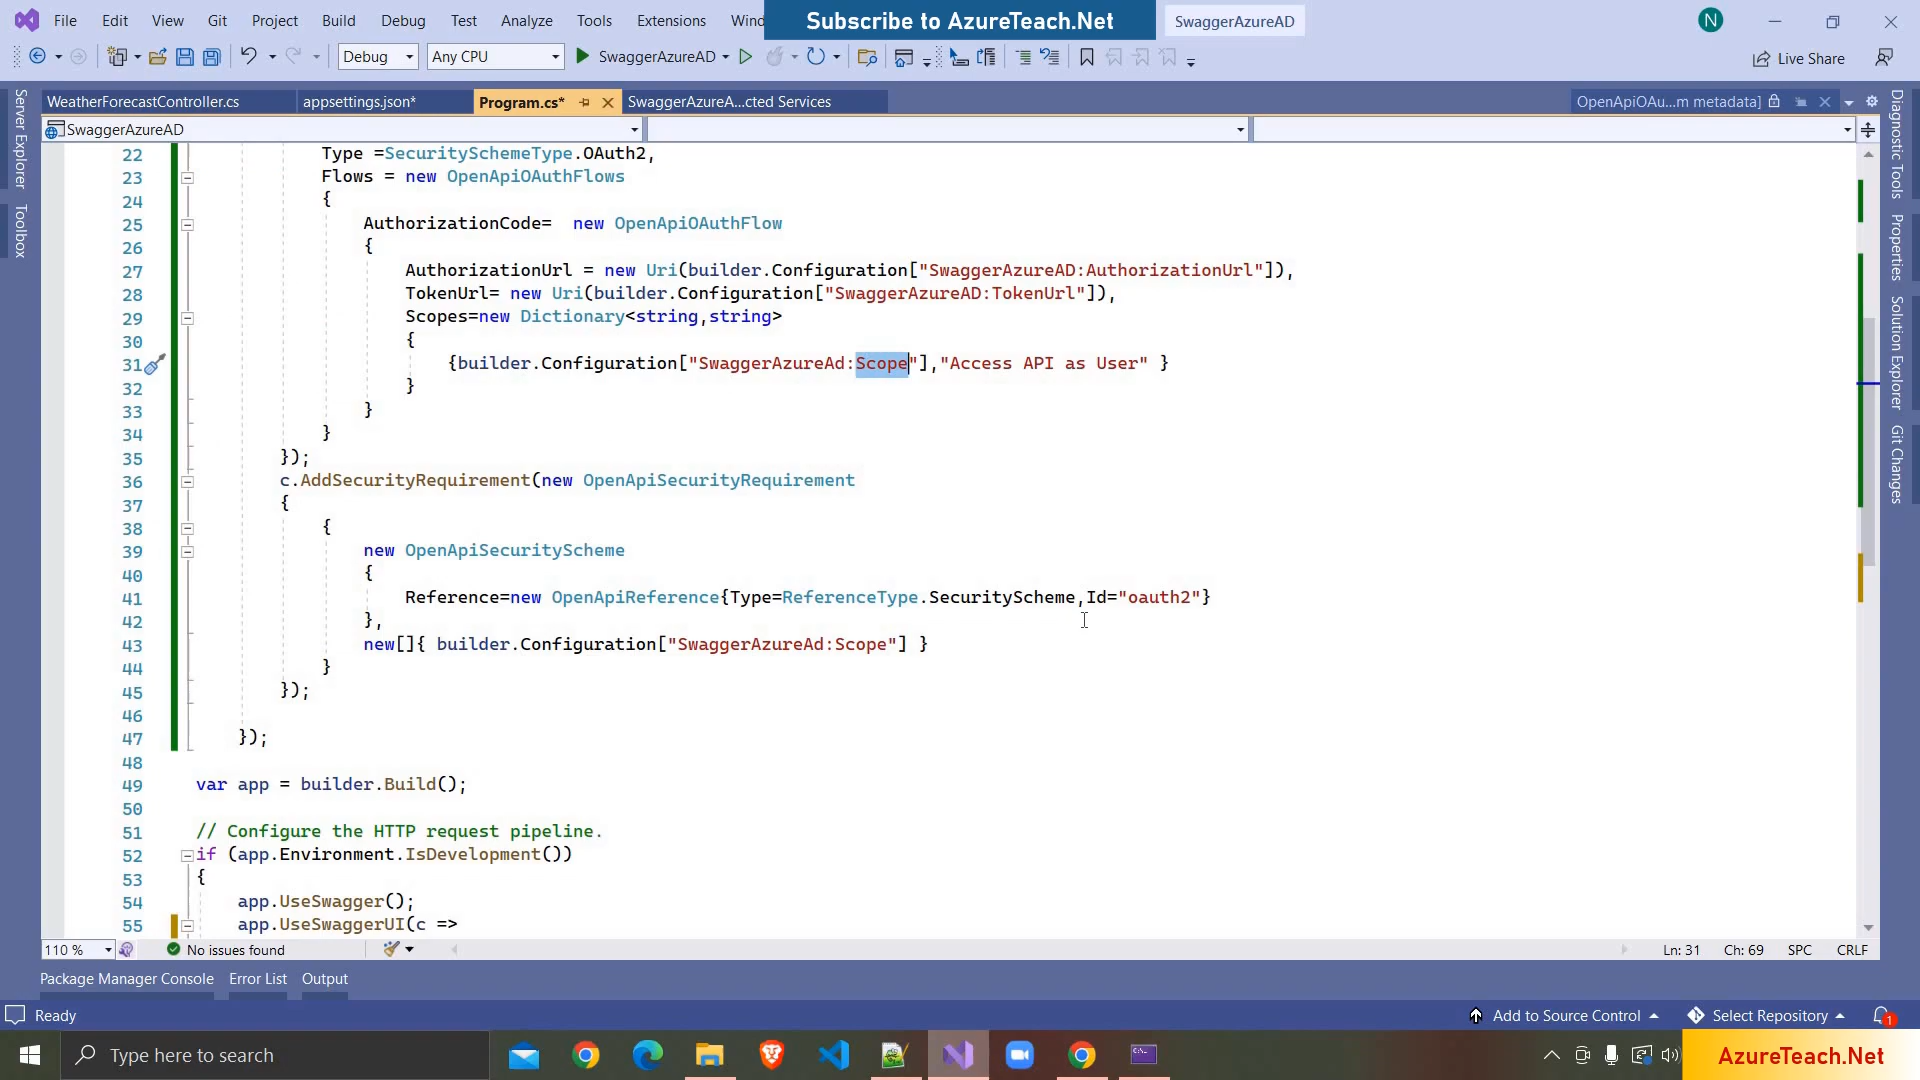 File Edit View Git Project Build Debug Test Analyze Tools Extensions Wind
Subscribe to AzureTeach.Net
SwaggerAzureAD
N
Debug Any CPU SwaggerAzureAD
Live Share
WeatherForecastController.cs appsettings.json* Program.cs* SwaggerAzureA...cted Services OpenApiOAu...m metadata]
SwaggerAzureAD
Server Explorer
Toolbox
Diagnostic Tools
Properties
Solution Explorer
Git Changes
22 Type =SecuritySchemeType.OAuth2,
23 Flows = new OpenApiOAuthFlows
24 {
25 AuthorizationCode=  new OpenApiOAuthFlow
26 {
27 AuthorizationUrl = new Uri(builder.Configuration["SwaggerAzureAD:AuthorizationUrl"]),
28 TokenUrl= new Uri(builder.Configuration["SwaggerAzureAD:TokenUrl"]),
29 Scopes=new Dictionary<string,string>
30 {
31 {builder.Configuration["SwaggerAzureAd:Scope"],"Access API as User" }
32 }
33 }
34 }
35 });
36 c.AddSecurityRequirement(new OpenApiSecurityRequirement
37 {
38 {
39 new OpenApiSecurityScheme
40 {
41 Reference=new OpenApiReference{Type=ReferenceType.SecurityScheme,Id="oauth2"}
42 },
43 new[]{ builder.Configuration["SwaggerAzureAd:Scope"] }
44 }
45 });
46
47 });
48
49 var app = builder.Build();
50
51 // Configure the HTTP request pipeline.
52 if (app.Environment.IsDevelopment())
53 {
54 app.UseSwagger();
55 app.UseSwaggerUI(c =>
110 % No issues found Ln: 31 Ch: 69 SPC CRLF
Package Manager Console Error List Output
Ready Add to Source Control Select Repository 1
Type here to search
AzureTeach.Net